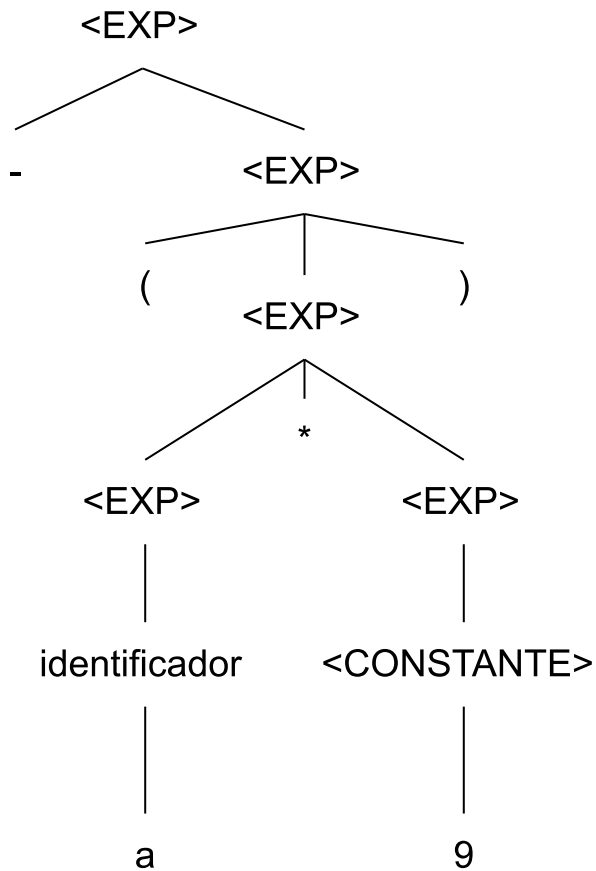 <EXP>
- <EXP>
( )
<EXP>
*
<EXP> <EXP>
identificador <CONSTANTE>
a 9